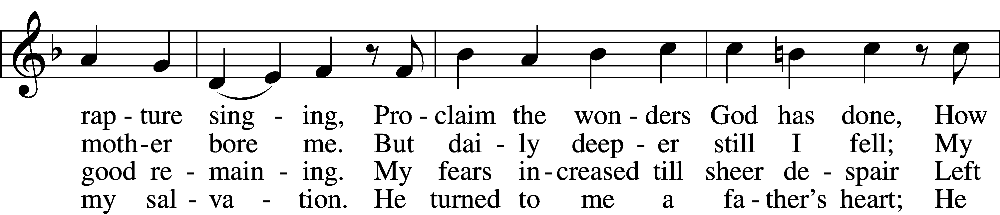 rap - ture sing - ing, Pro - claim the won - ders God has done, How
moth - er bore me. But dai - ly deep - er still I fell; My
good re - main - ing. My fears in - creased till sheer de - spair Left
my sal - va - tion. He turned to me a fa - ther's heart; He